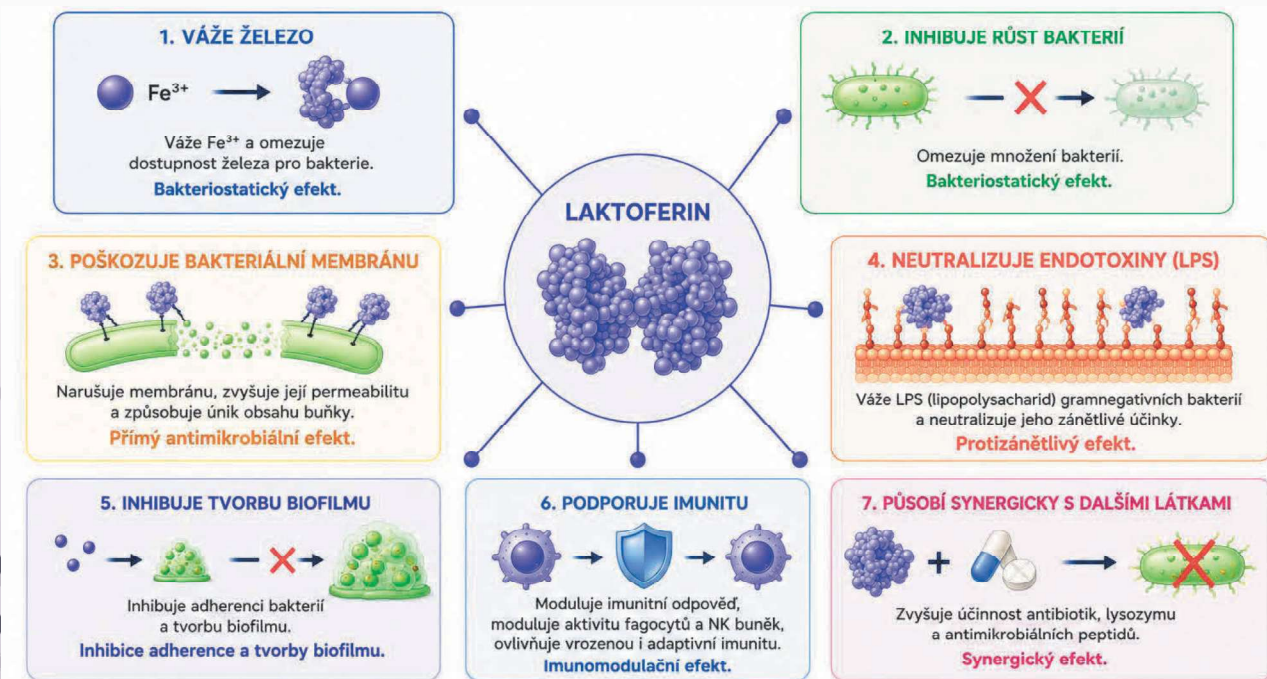 1. VÁŽE ŽELEZO
Fe³⁺
Váže Fe³⁺ a omezuje
dostupnost železa pro bakterie.
Bakteriostatický efekt.
2. INHIBUJE RŮST BAKTERIÍ
Omezuje množení bakterií.
Bakteriostatický efekt.
LAKTOFERIN
3. POŠKOZUJE BAKTERIÁLNÍ MEMBRÁNU
Narušuje membránu, zvyšuje její permeabilitu
a způsobuje únik obsahu buňky.
Přímý antimikrobiální efekt.
4. NEUTRALIZUJE ENDOTOXINY (LPS)
Váže LPS (lipopolysacharid) gramnegativních bakterií
a neutralizuje jeho zánětlivé účinky.
Protizánětlivý efekt.
5. INHIBUJE TVORBU BIOFILMU
Inhibuje adherenci bakterií
a tvorbu biofilmu.
Inhibice adherence a tvorby biofilmu.
6. PODPORUJE IMUNITU
Moduluje imunitní odpověď,
moduluje aktivitu fagocytů a NK buněk,
ovlivňuje vrozenou i adaptivní imunitu.
Imunomodulační efekt.
7. PŮSOBÍ SYNERGICKY S DALŠÍMI LÁTKAMI
+
Zvyšuje účinnost antibiotik, lysozymu
a antimikrobiálních peptidů.
Synergický efekt.